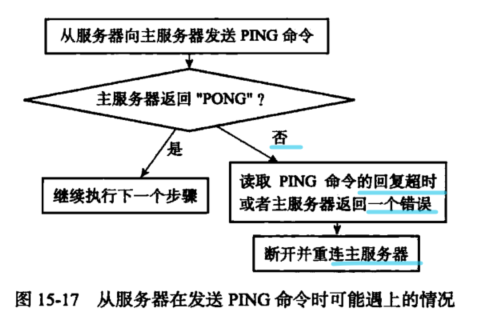 从服务器向主服务器发送 PING 命令
主服务器返回 "PONG"？
是
否
继续执行下一个步骤
读取 PING 命令的回复超时
或者主服务器返回一个错误
断开并重连主服务器
图 15-17 从服务器在发送 PING 命令时可能遇上的情况